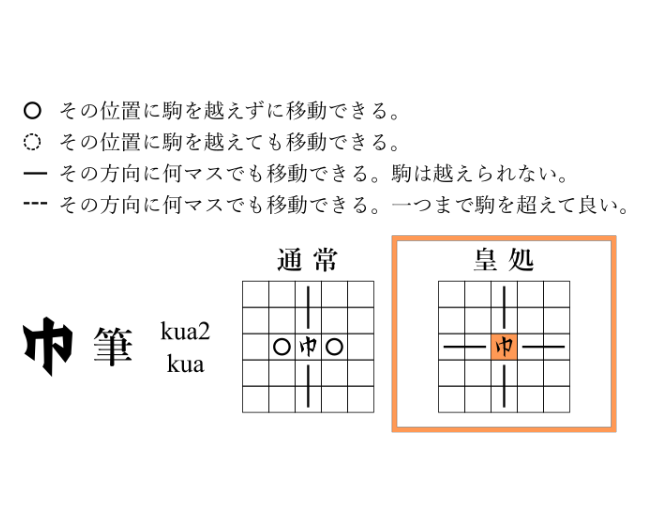 その位置に駒を越えずに移動できる。
その位置に駒を越えても移動できる。
その方向に何マスでも移動できる。駒は越えられない。
その方向に何マスでも移動できる。一つまで駒を超えて良い。
通常
皇処
巾 筆 kua2
kua
巾
巾